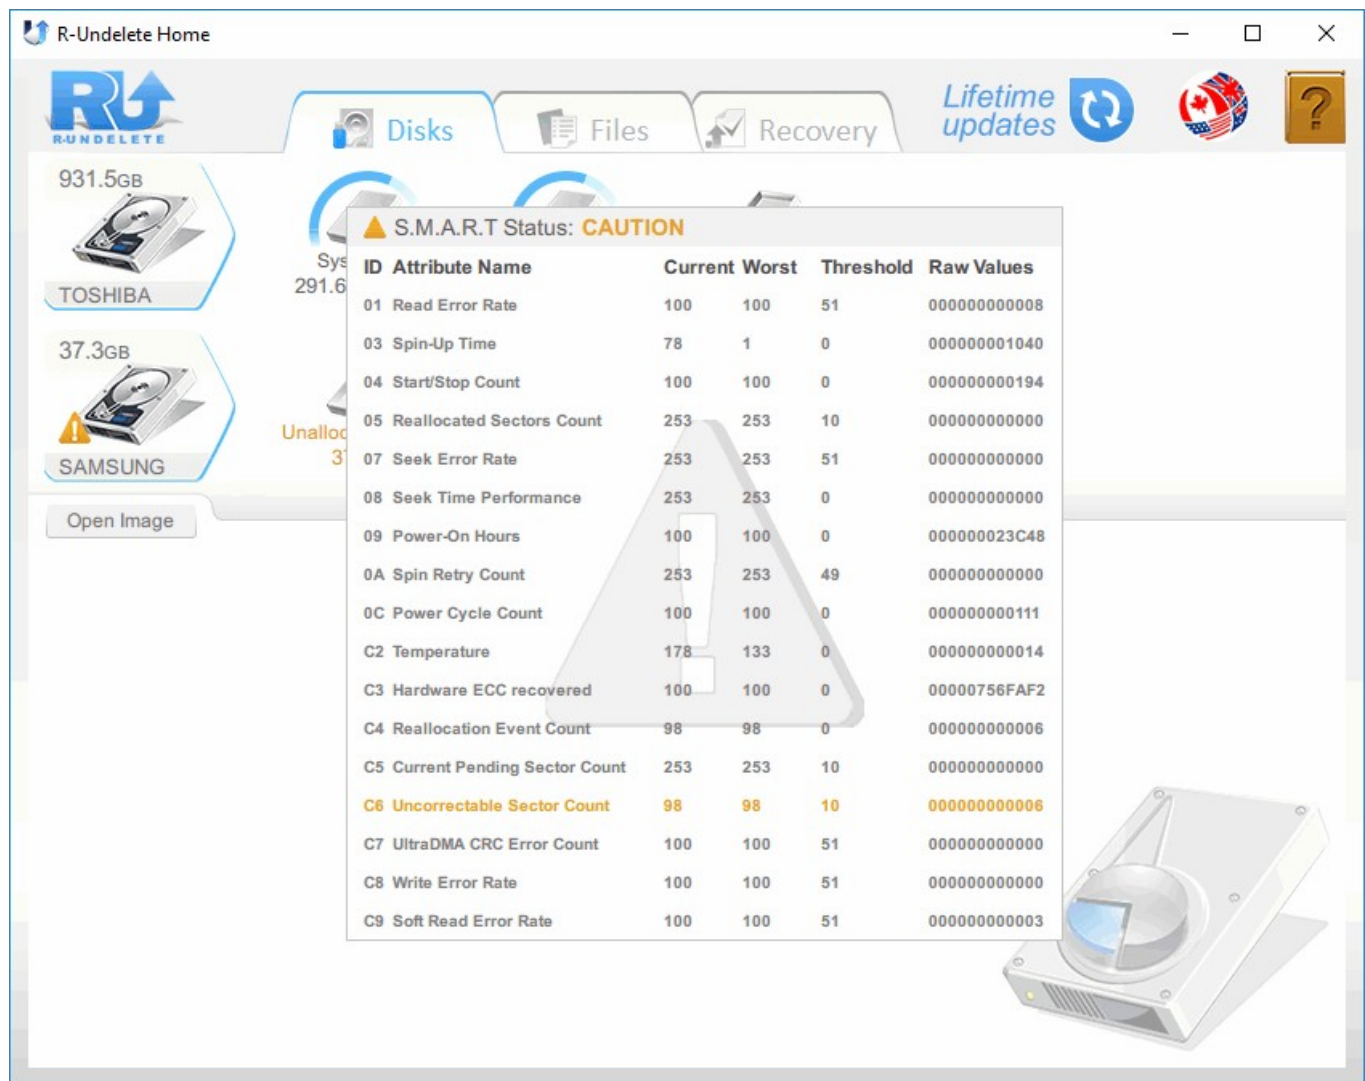 R-Undelete Home
RU
R-UNDELETE
Disks
Files
Recovery
Lifetime
updates
?
931.5GB
TOSHIBA
Sys
291.6
37.3GB
SAMSUNG
Unalloc
3
Open Image
S.M.A.R.T Status: CAUTION
ID Attribute Name Current Worst Threshold Raw Values
01 Read Error Rate 100 100 51 000000000008
03 Spin-Up Time 78 1 0 000000001040
04 Start/Stop Count 100 100 0 000000000194
05 Reallocated Sectors Count 253 253 10 000000000000
07 Seek Error Rate 253 253 51 000000000000
08 Seek Time Performance 253 253 0 000000000000
09 Power-On Hours 100 100 0 000000023C48
0A Spin Retry Count 253 253 49 000000000000
0C Power Cycle Count 100 100 0 000000000111
C2 Temperature 178 133 0 000000000014
C3 Hardware ECC recovered 100 100 0 00000756FAF2
C4 Reallocation Event Count 98 98 0 000000000006
C5 Current Pending Sector Count 253 253 10 000000000000
C6 Uncorrectable Sector Count 98 98 10 000000000006
C7 UltraDMA CRC Error Count 100 100 51 000000000000
C8 Write Error Rate 100 100 51 000000000000
C9 Soft Read Error Rate 100 100 51 000000000003